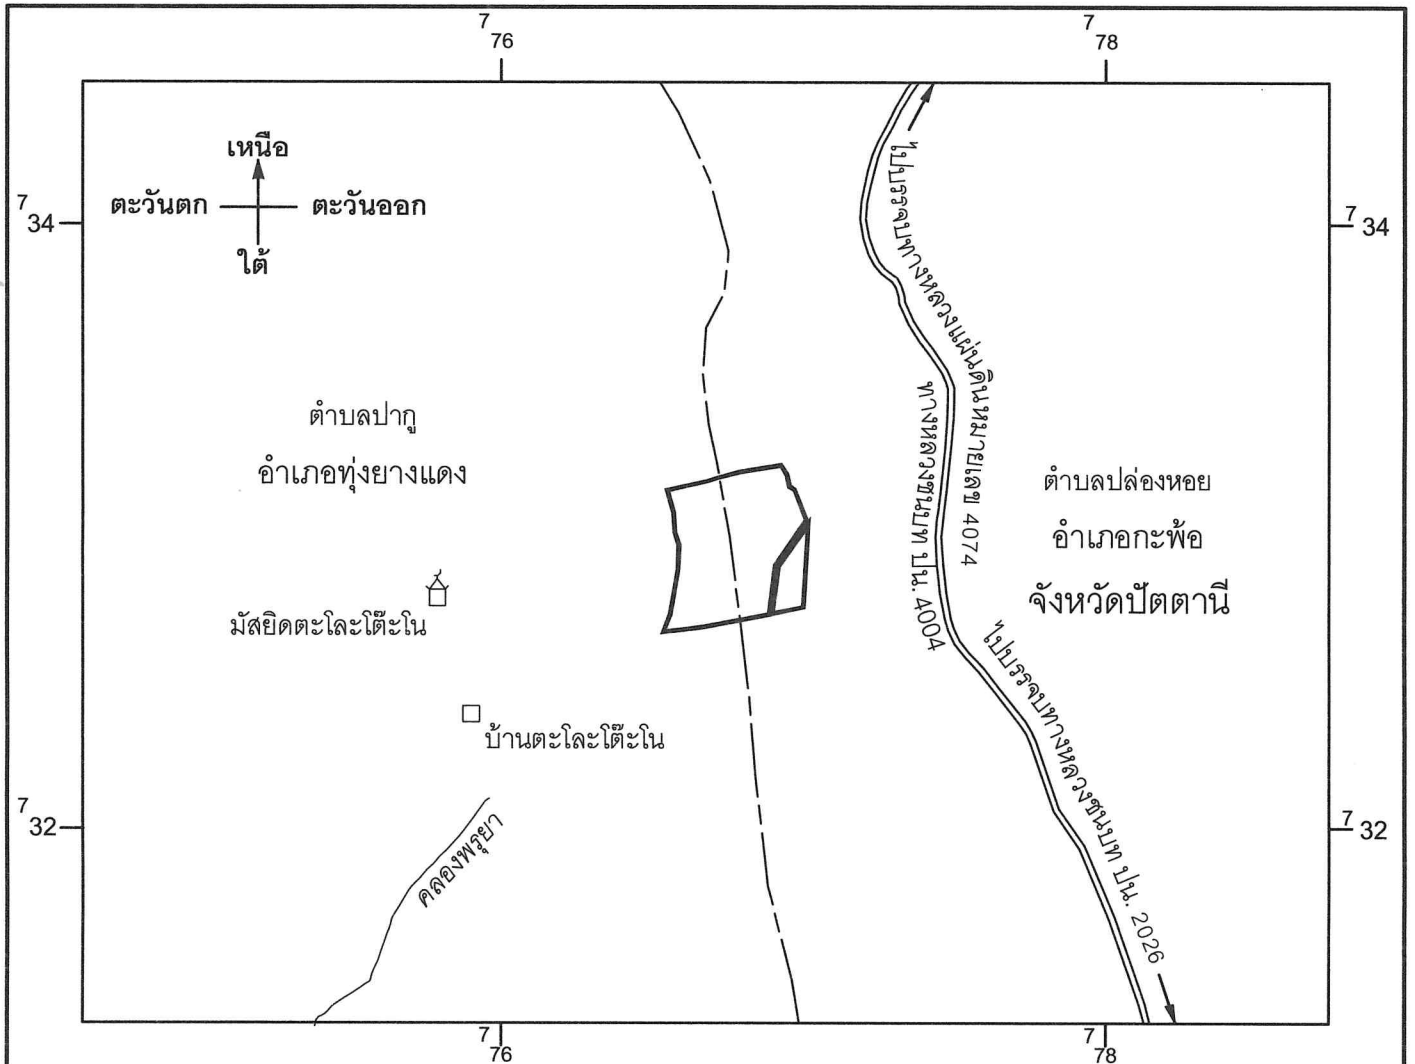 7
76
7
78
เหนือ
ตะวันตก
ตะวันออก
ใต้
7
34
7
34
ไปบรรจบทางหลวงแผ่นดินหมายเลข 4074
ทางหลวงชนบท ปน. 4004
ตำบลปากู
อำเภอทุ่งยางแดง
ตำบลปล่องหอย
อำเภอกะพ้อ
จังหวัดปัตตานี
มัสยิดตะโละโต๊ะโน
บ้านตะโละโต๊ะโน
ไปบรรจบทางหลวงชนบท ปน. 2026
คลองพรุยา
7
32
7
32
7
76
7
78